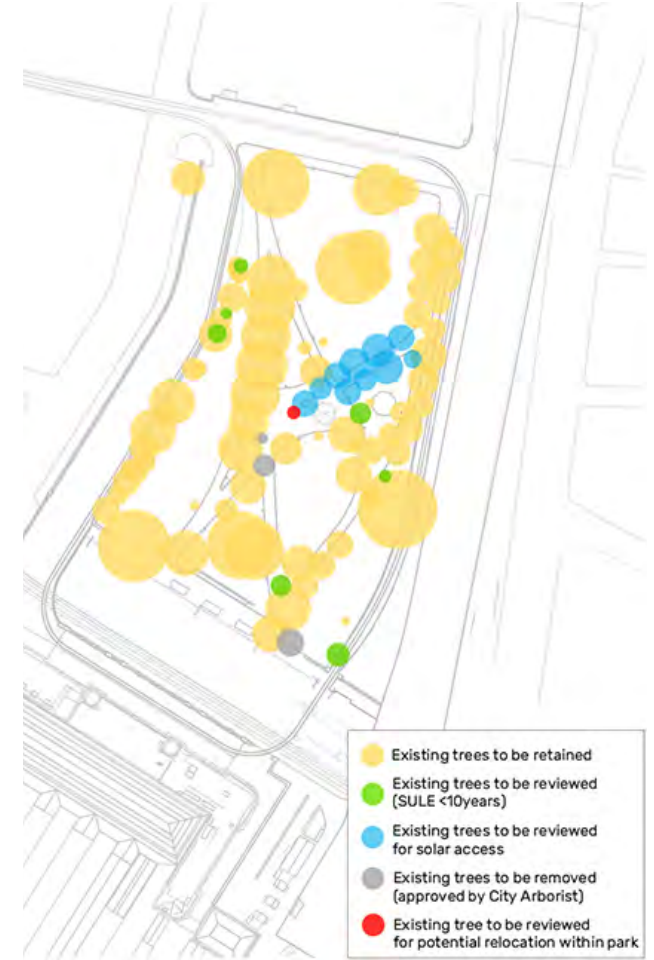 Existing trees to be retained
Existing trees to be reviewed
(SULE <10years)
Existing trees to be reviewed
for solar access
Existing trees to be removed
(approved by City Arborist)
Existing tree to be reviewed
for potential relocation within park